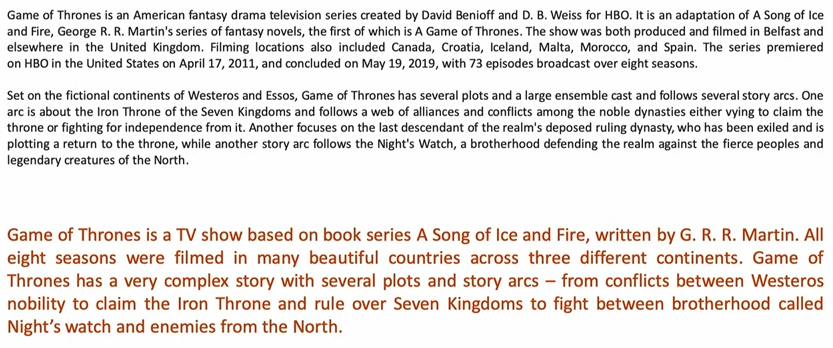 Game of Thrones is an American fantasy drama television series created by David Benioff and D. B. Weiss for HBO. It is an adaptation of A Song of Ice
and Fire, George R. R. Martin's series of fantasy novels, the first of which is A Game of Thrones. The show was both produced and filmed in Belfast and
elsewhere in the United Kingdom. Filming locations also included Canada, Croatia, Iceland, Malta, Morocco, and Spain. The series premiered
on HBO in the United States on April 17, 2011, and concluded on May 19, 2019, with 73 episodes broadcast over eight seasons.
Set on the fictional continents of Westeros and Essos, Game of Thrones has several plots and a large ensemble cast and follows several story arcs. One
arc is about the Iron Throne of the Seven Kingdoms and follows a web of alliances and conflicts among the noble dynasties either vying to claim the
throne or fighting for independence from it. Another focuses on the last descendant of the realm's deposed ruling dynasty, who has been exiled and is
plotting a return to the throne, while another story arc follows the Night's Watch, a brotherhood defending the realm against the fierce peoples and
legendary creatures of the North.
Game of Thrones is a TV show based on book series A Song of Ice and Fire, written by G. R. R. Martin. All
eight seasons were filmed in many beautiful countries across three different continents. Game of
Thrones has a very complex story with several plots and story arcs – from conflicts between Westeros
nobility to claim the Iron Throne and rule over Seven Kingdoms to fight between brotherhood called
Night’s watch and enemies from the North.